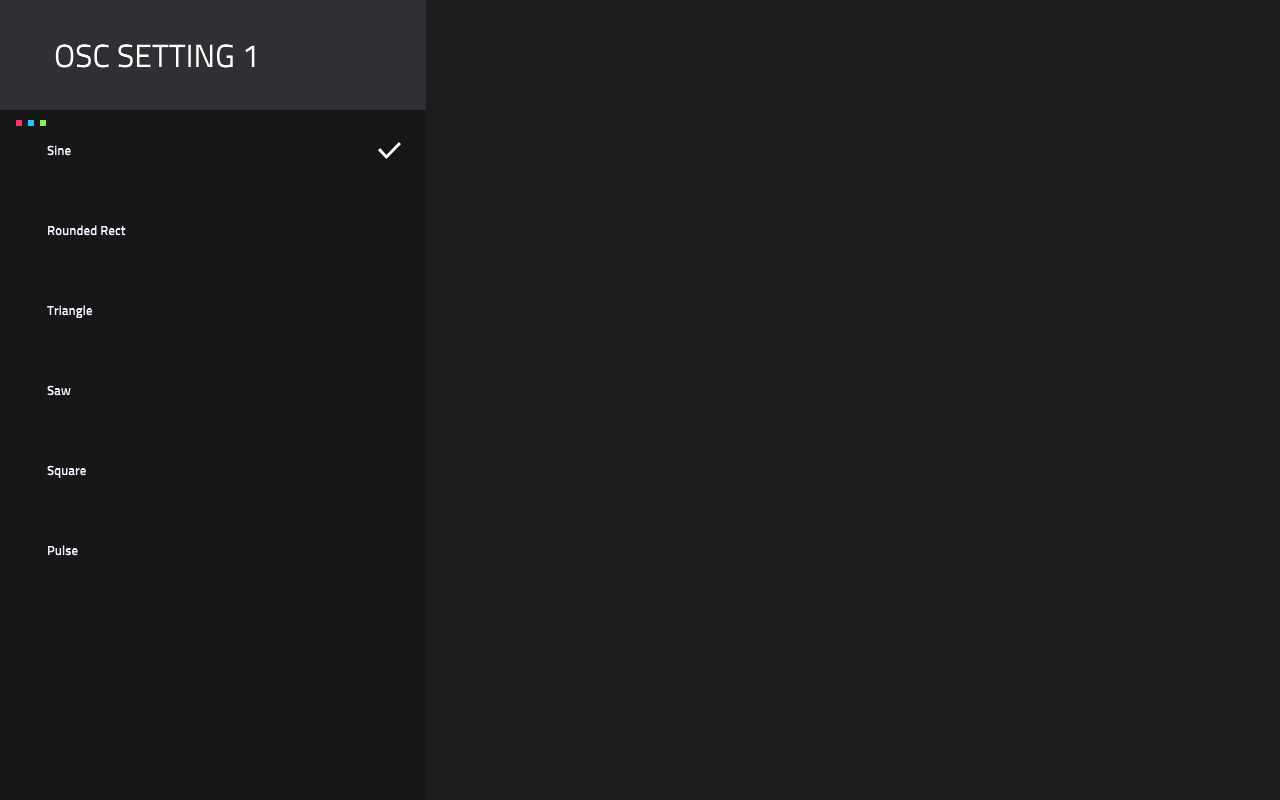 OSC SETTING 1
Sine
Rounded Rect
Triangle
Saw
Square
Pulse